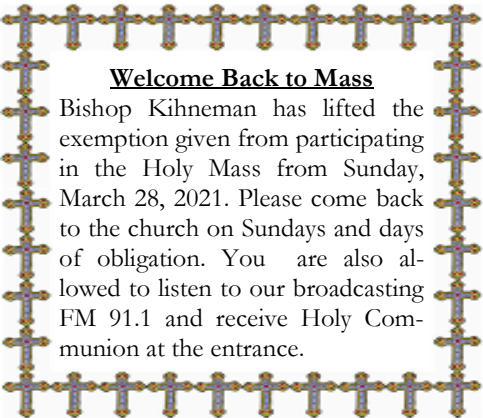 Welcome Back to Mass
Bishop Kihneman has lifted the
exemption given from participating
in the Holy Mass from Sunday,
March 28, 2021. Please come back
to the church on Sundays and days
of obligation. You are also al-
lowed to listen to our broadcasting
FM 91.1 and receive Holy Com-
munion at the entrance.